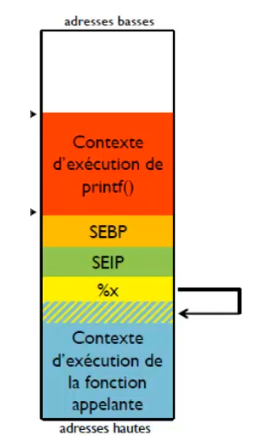 adresses basses
Contexte
d'exécution de
printf()
SEBP
SEIP
%x
Contexte
d'exécution de
la fonction
appelante
adresses hautes